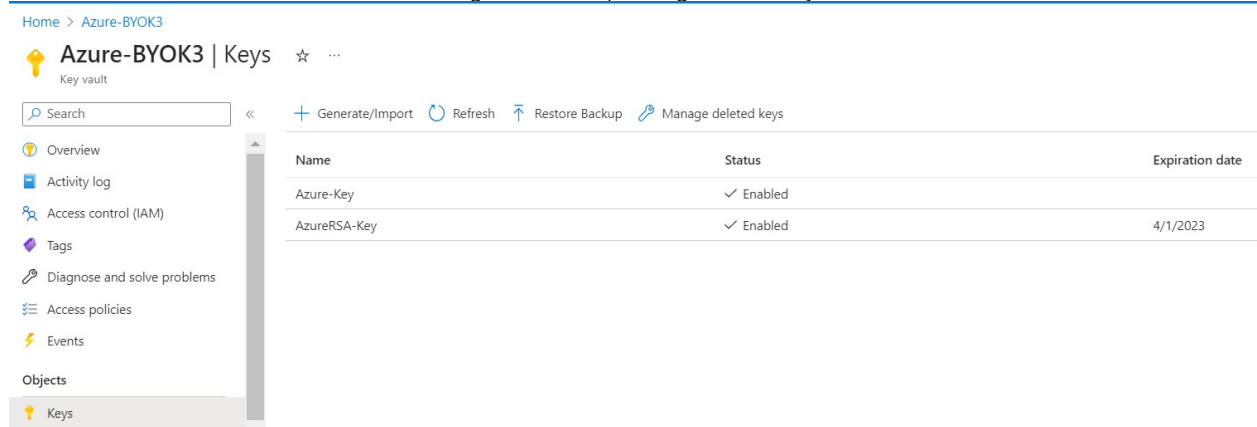 Home > Azure-BYOK3
Azure-BYOK3 | Keys ☆ ...
Key vault
Search «
+ Generate/Import Refresh Restore Backup Manage deleted keys
Overview
Activity log
Access control (IAM)
Tags
Diagnose and solve problems
Access policies
Events
Objects
Keys
Name Status Expiration date
Azure-Key ✓ Enabled
AzureRSA-Key ✓ Enabled 4/1/2023